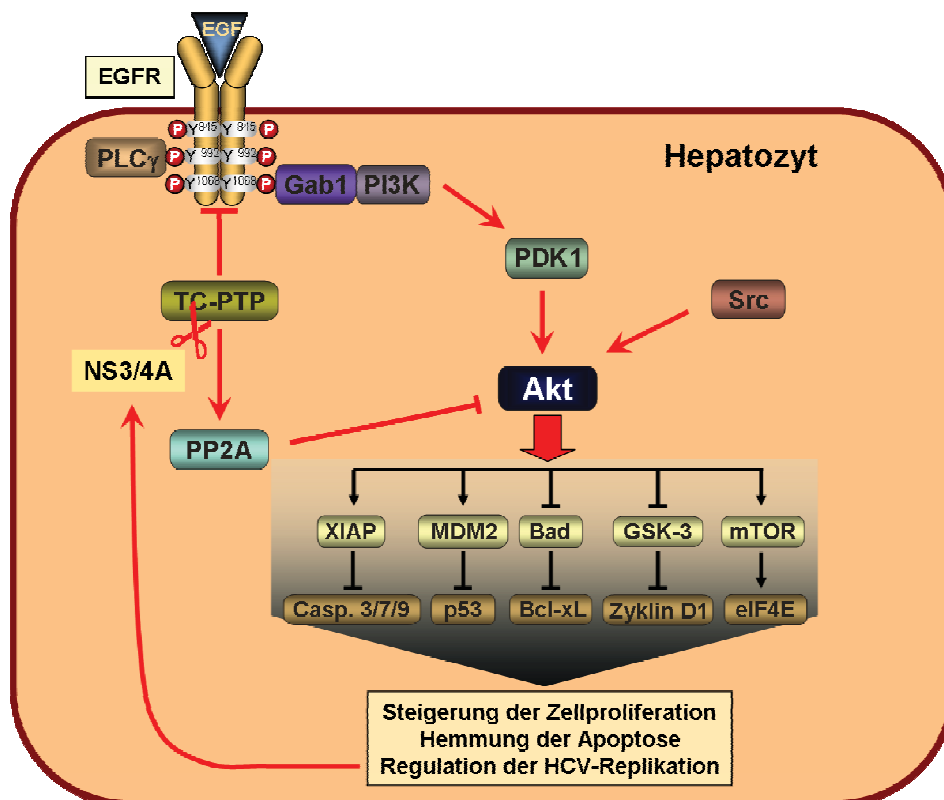 EGF
EGFR
P Y845 Y 845 P
PLCγ
P Y992 Y 992 P
P Y1068 Y1068 P
Gab1 PI3K
Hepatozyt
PDK1
TC-PTP
Src
NS3/4A
Akt
PP2A
XIAP MDM2 Bad GSK-3 mTOR
Casp. 3/7/9 p53 Bcl-xL Zyklin D1 eIF4E
Steigerung der Zellproliferation
Hemmung der Apoptose
Regulation der HCV-Replikation